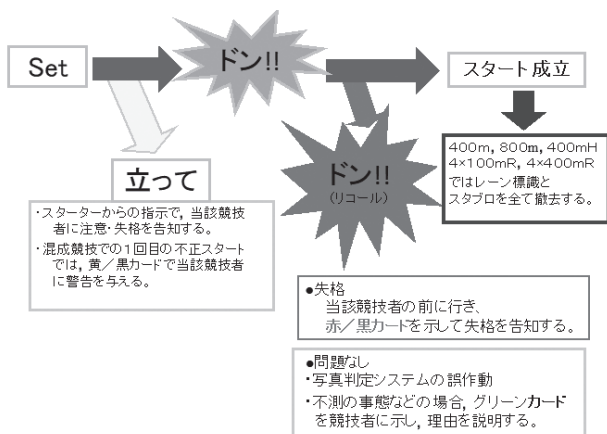 Set
ドン!!
スタート成立
400m, 800m, 400mH
4×100mR, 4×400mR
ではレーン標識と
スタブロを全て撤去する。
立って
・スターターからの指示で, 当該競技
者に注意・失格を告知する。
・混成競技での1回目の不正スタート
では, 黄／黒カードで当該競技者
に警告を与える。
ドン!!
(リコール)
●失格
当該競技者の前に行き、
赤／黒カードを示して失格を告知する。
●問題なし
・写真判定システムの誤作動
・不測の事態などの場合, グリーンカード
を競技者に示し, 理由を説明する。